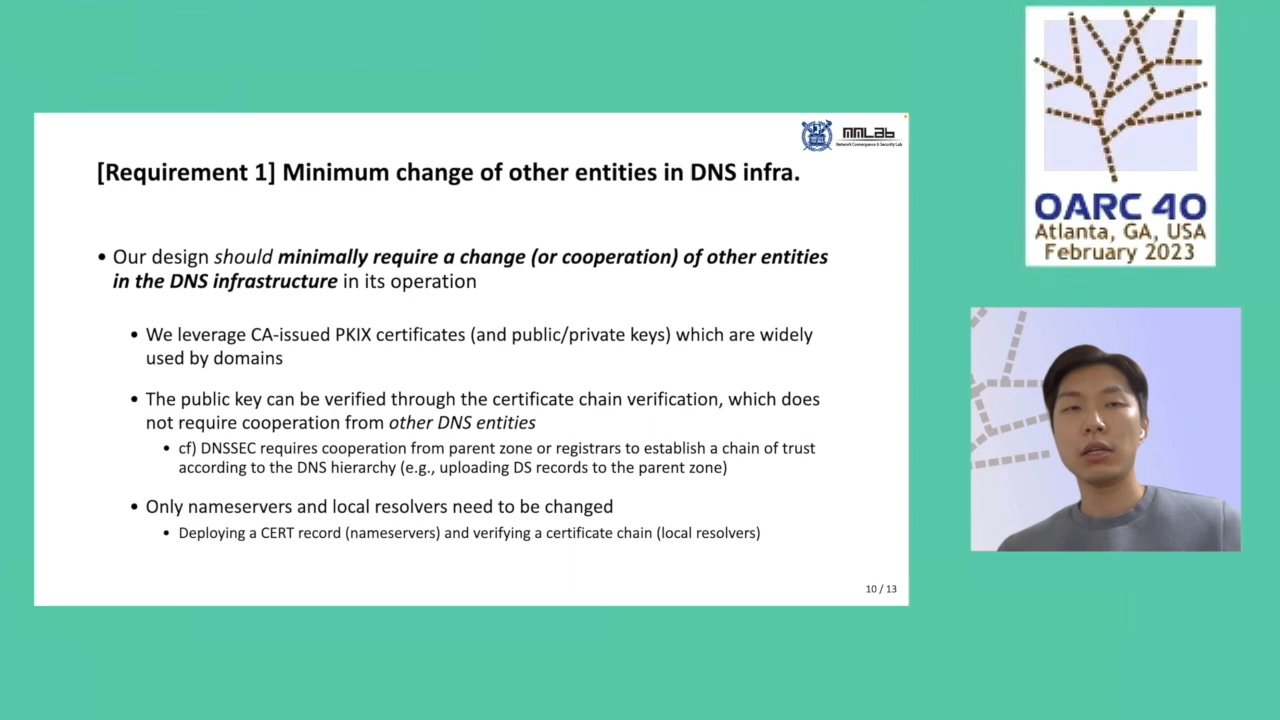 MMLab
Network Convergence & Security Lab
[Requirement 1] Minimum change of other entities in DNS infra.
• Our design should minimally require a change (or cooperation) of other entities
in the DNS infrastructure in its operation
• We leverage CA-issued PKIX certificates (and public/private keys) which are widely
used by domains
• The public key can be verified through the certificate chain verification, which does
not require cooperation from other DNS entities
• cf) DNSSEC requires cooperation from parent zone or registrars to establish a chain of trust
according to the DNS hierarchy (e.g., uploading DS records to the parent zone)
• Only nameservers and local resolvers need to be changed
• Deploying a CERT record (nameservers) and verifying a certificate chain (local resolvers)
10 / 13
OARC 40
Atlanta, GA, USA
February 2023